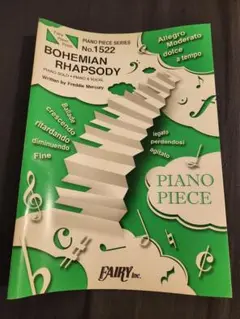 PIANO PIECE SERIES
No.1522
BOHEMIAN
RHAPSODY
PIANO SOLO • PIANO & VOCAL
Written by Freddie Mercury
Allegro
Moderato
dolce
a tempo
Ballade
crescendo
ritardando
diminuendo
Fine
legato
perdendosi
agitato
PIANO
PIECE
FAIRY Inc.